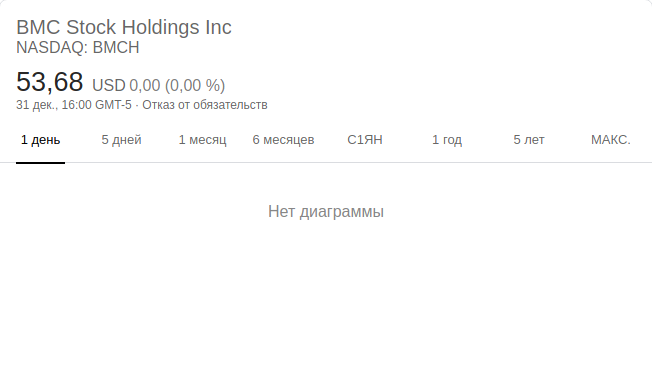 BMC Stock Holdings Inc
NASDAQ: BMCH
53,68 USD 0,00 (0,00 %)
31 дек., 16:00 GMT-5 · Отказ от обязательств
1 день 5 дней 1 месяц 6 месяцев С1ЯН 1 год 5 лет МАКС.
Нет диаграммы